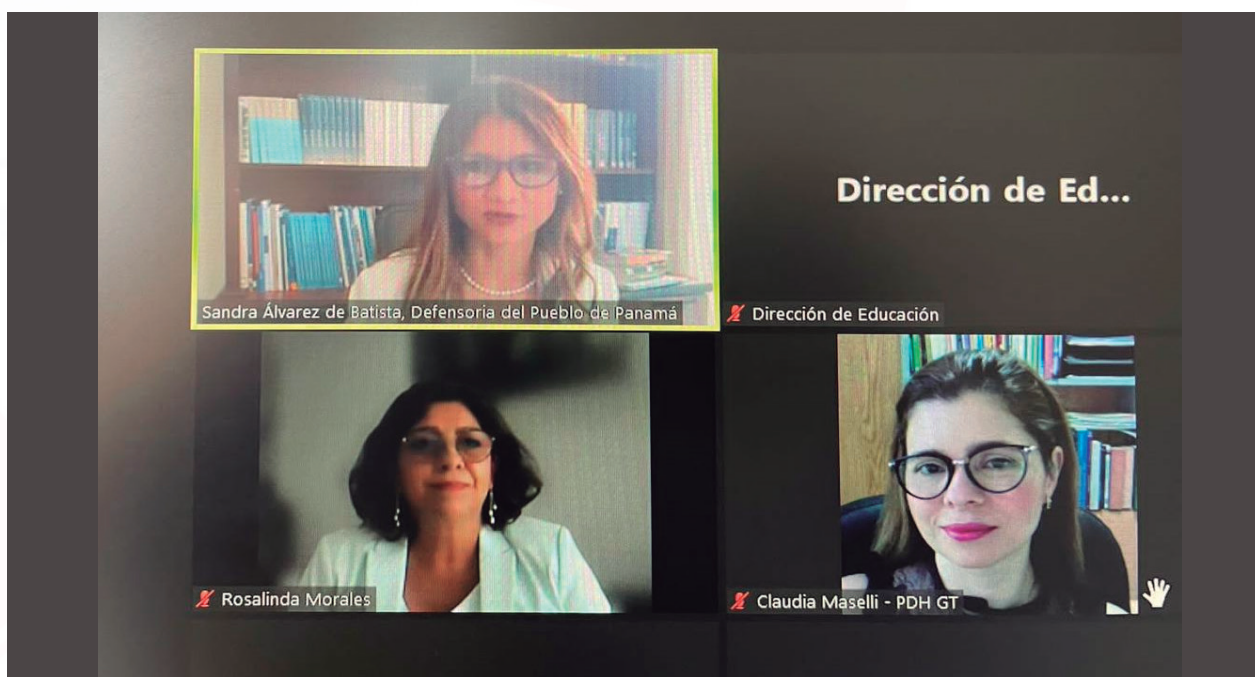 Dirección de Ed...
Sandra Álvarez de Batista, Defensoria del Pueblo de Panamá
Dirección de Educación
Rosalinda Morales
Claudia Maselli - PDH GT